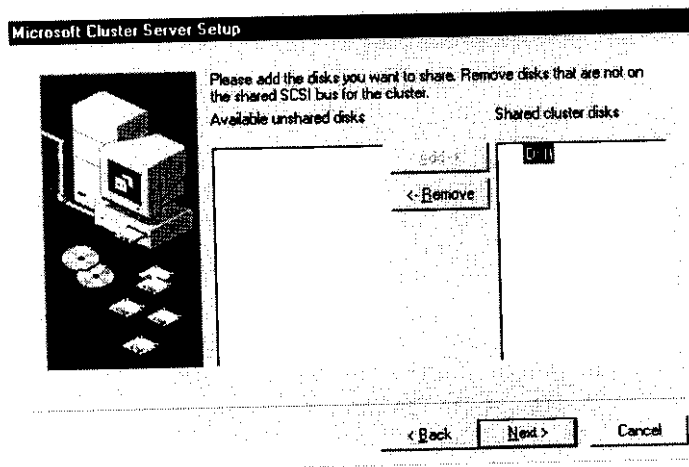 Microsoft Cluster Server Setup
Please add the disks you want to share. Remove disks that are not on
the shared SCSI bus for the cluster.
Available unshared disks
Shared cluster disks
Add->
<- Remove
< Back
Next >
Cancel